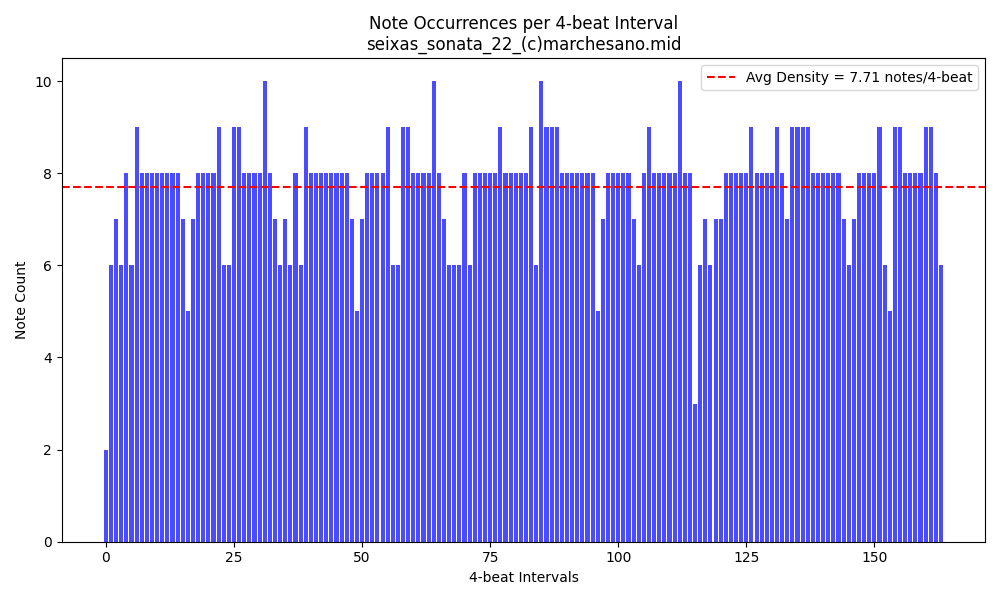 Note Occurrences per 4-beat Interval
seixas_sonata_22_(c)marchesano.mid
Avg Density = 7.71 notes/4-beat
Note Count
10
8
6
4
2
0
0 25 50 75 100 125 150
4-beat Intervals